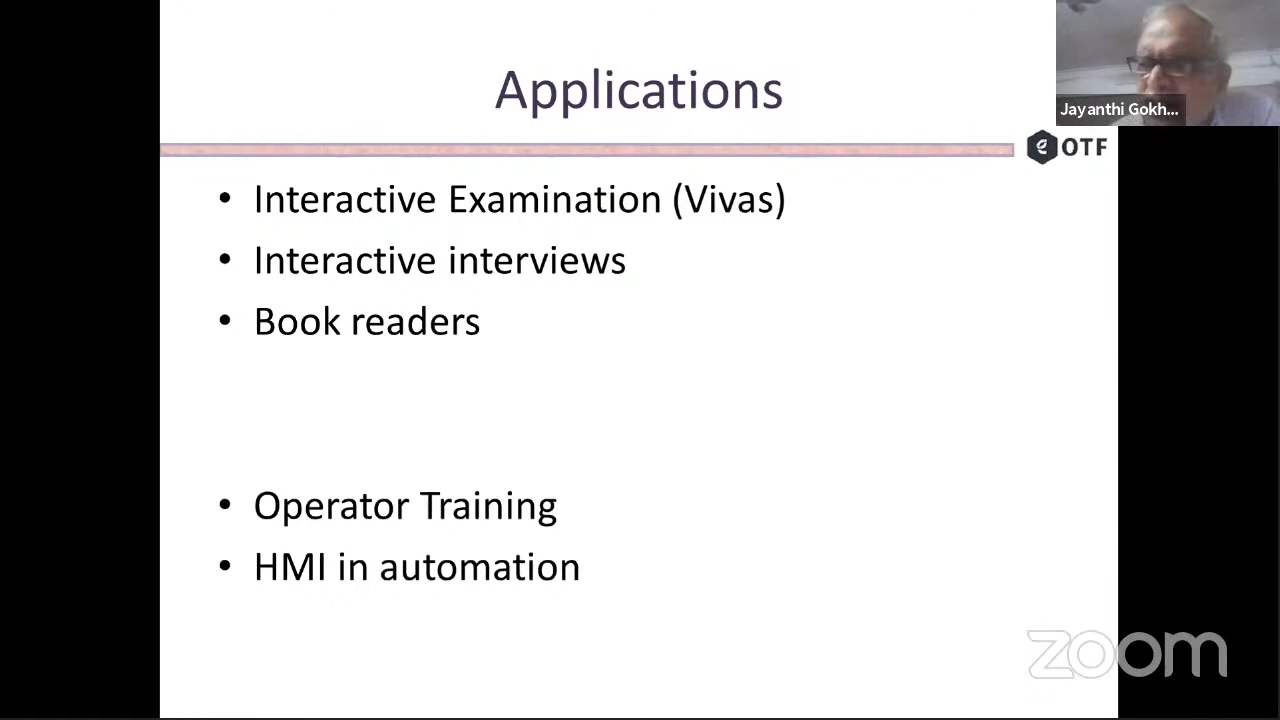 Applications
Jayanthi Gokh...
OTF
• Interactive Examination (Vivas)
• Interactive interviews
• Book readers
• Operator Training
• HMI in automation
zoom